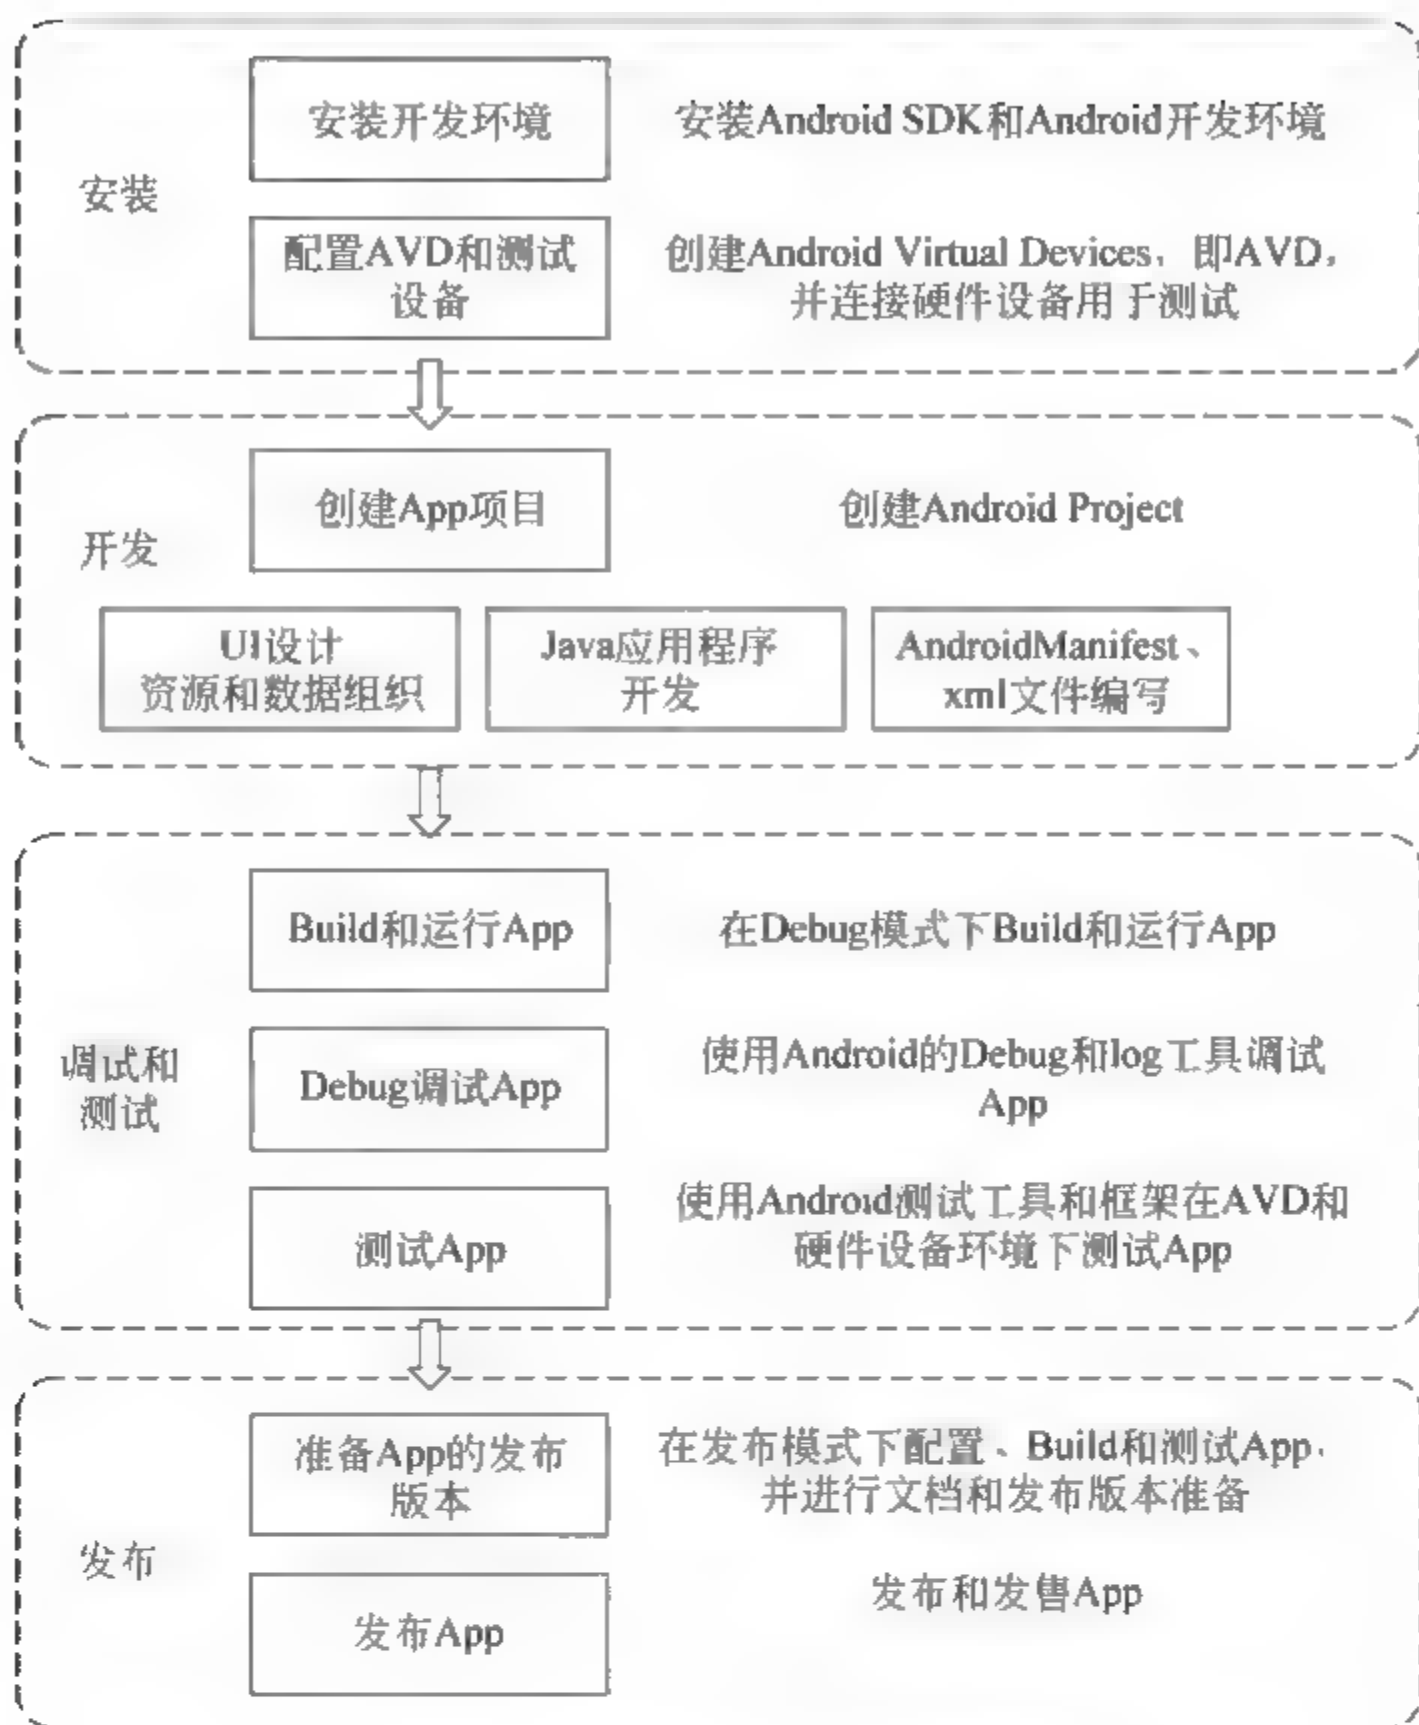 安装开发环境
安装Android SDK和Android开发环境
安装
配置AVD和测试
设备
创建Android Virtual Devices，即AVD，
并连接硬件设备用于测试
创建App项目
创建Android Project
开发
UI设计
资源和数据组织
Java应用程序
开发
AndroidManifest、
xml文件编写
Build和运行App
在Debug模式下Build和运行App
调试和
测试
Debug调试App
使用Android的Debug和log工具调试
App
测试App
使用Android测试工具和框架在AVD和
硬件设备环境下测试App
准备App的发布
版本
在发布模式下配置、Build和测试App，
并进行文档和发布版本准备
发布
发布App
发布和发售App